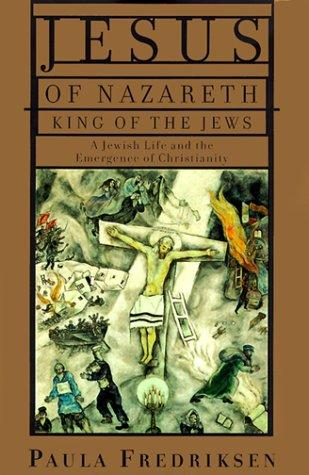 JESUS
OF NAZARETH
KING OF THE JEWS
A Jewish Life and the
Emergence of Christianity
PAULA FREDRIKSEN